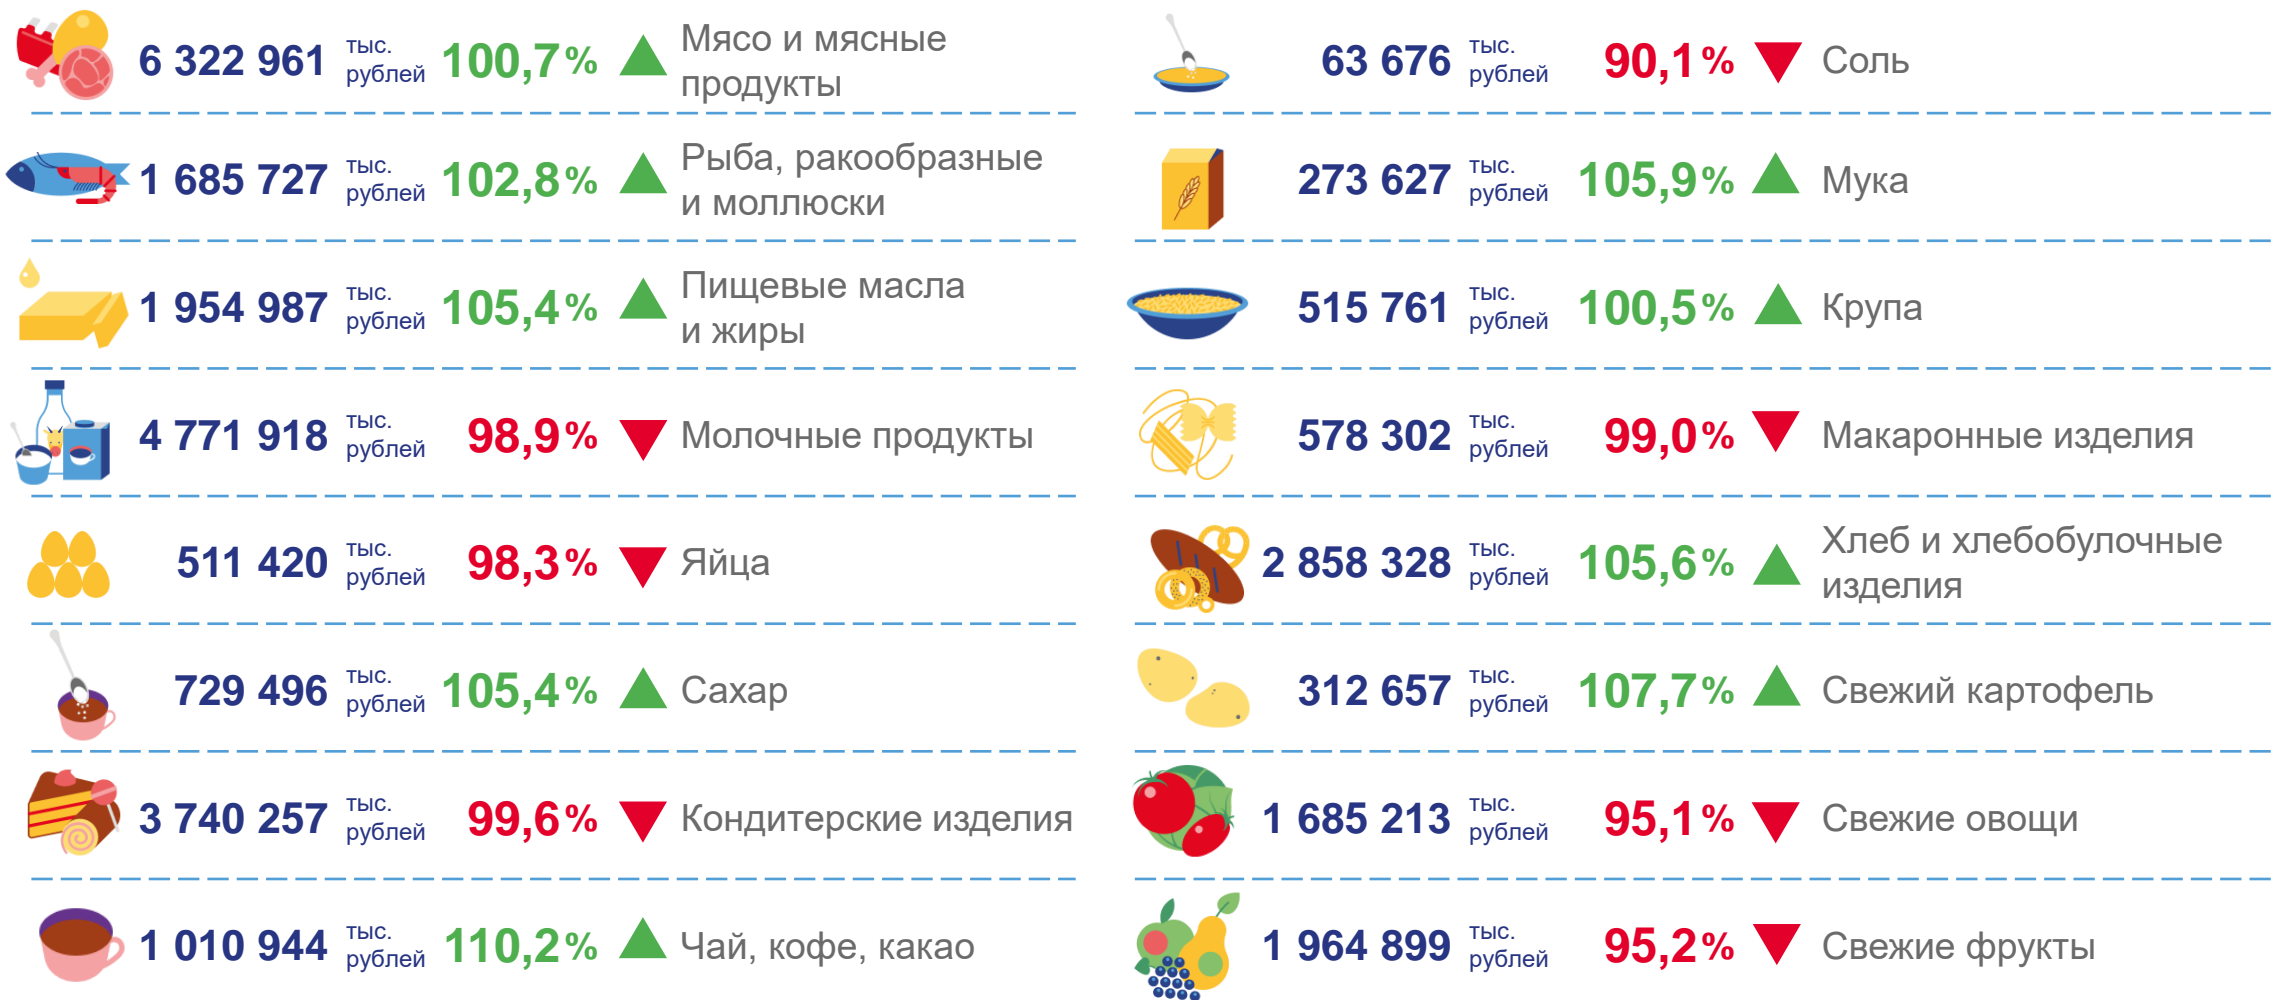 6 322 961 тыс. рублей 100,7 % Мясо и мясные
продукты
1 685 727 тыс. рублей 102,8 % Рыба, ракообразные
и моллюски
1 954 987 тыс. рублей 105,4 % Пищевые масла
и жиры
4 771 918 тыс. рублей 98,9 % Молочные продукты
511 420 тыс. рублей 98,3 % Яйца
729 496 тыс. рублей 105,4 % Сахар
3 740 257 тыс. рублей 99,6 % Кондитерские изделия
1 010 944 тыс. рублей 110,2 % Чай, кофе, какао
63 676 тыс. рублей 90,1 % Соль
273 627 тыс. рублей 105,9 % Мука
515 761 тыс. рублей 100,5 % Крупа
578 302 тыс. рублей 99,0 % Макаронные изделия
2 858 328 тыс. рублей 105,6 % Хлеб и хлебобулочные
изделия
312 657 тыс. рублей 107,7 % Свежий картофель
1 685 213 тыс. рублей 95,1 % Свежие овощи
1 964 899 тыс. рублей 95,2 % Свежие фрукты